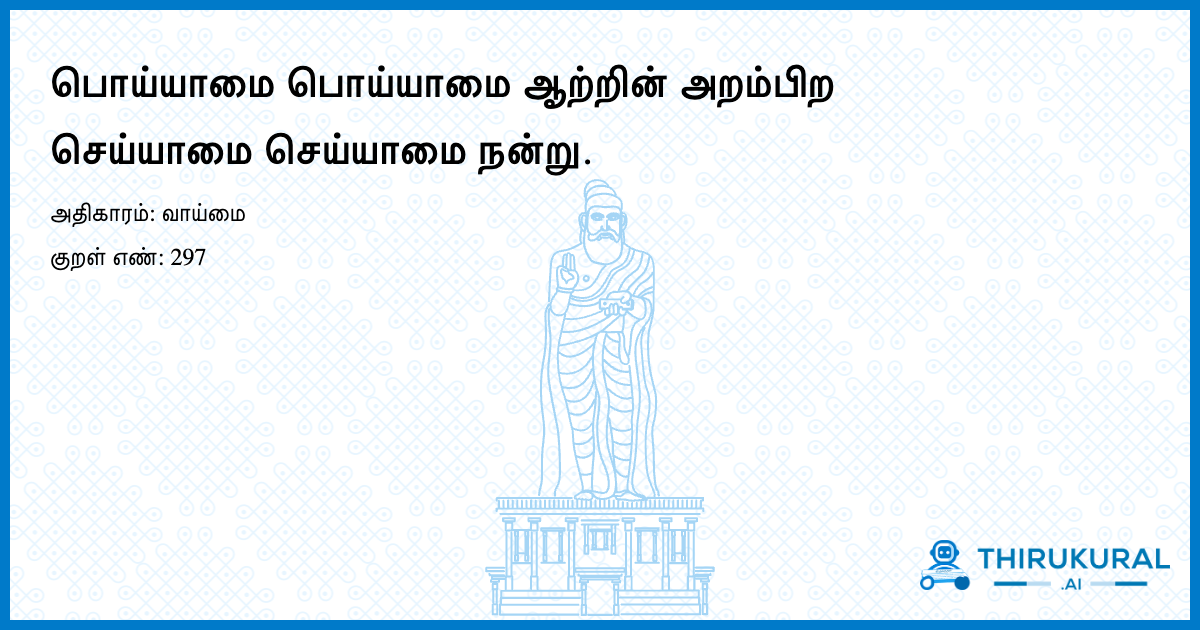 பொய்யாமை பொய்யாமை ஆற்றின் அறம்பிற
செய்யாமை செய்யாமை நன்று.
அதிகாரம்: வாய்மை
குறள் எண்: 297
THIRUKURAL
.AI